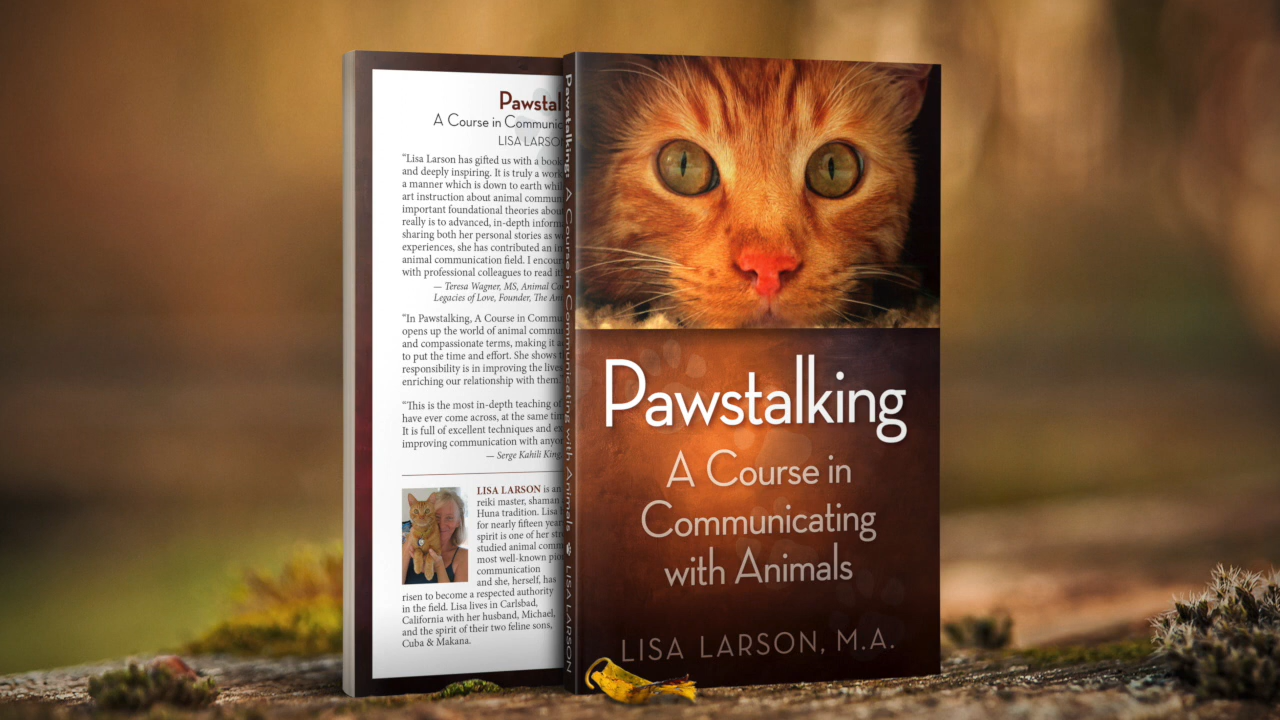 Pawstal
A Course in Communic
LISA LARSO
“Lisa Larson has gifted us with a book
and deeply inspiring. It is truly a work
a manner which is down to earth whil
art instruction about animal commun
important foundational theories abou
really is to advanced, in-depth inform
sharing both her personal stories as w
experiences, she has contributed an in
animal communication field. I encour
with professional colleagues to read it
— Teresa Wagner, MS, Animal Co
Legacies of Love, Founder, The An
“In Pawstalking, A Course in Commu
opens up the world of animal commu
and compassionate terms, making it a
to put the time and effort. She shows
responsibility is in improving the lives
enriching our relationship with them.
“This is the most in-depth teaching of
have ever come across, at the same tim
It is full of excellent techniques and ex
improving communication with anyo
— Serge Kahili King
LISA LARSON is an
reiki master, shaman
Huna tradition. Lisa
for nearly fifteen year
spirit is one of her str
studied animal comm
most well-known pio
communication
and she, herself, has
risen to become a respected authority
in the field. Lisa lives in Carlsbad,
California with her husband, Michael,
and the spirit of their two feline sons,
Cuba & Makana.
Pawstalking: A Course in Communicating with Animals LISA LARSON
Pawstalking
A Course in
Communicating
with Animals
LISA LARSON, M.A.